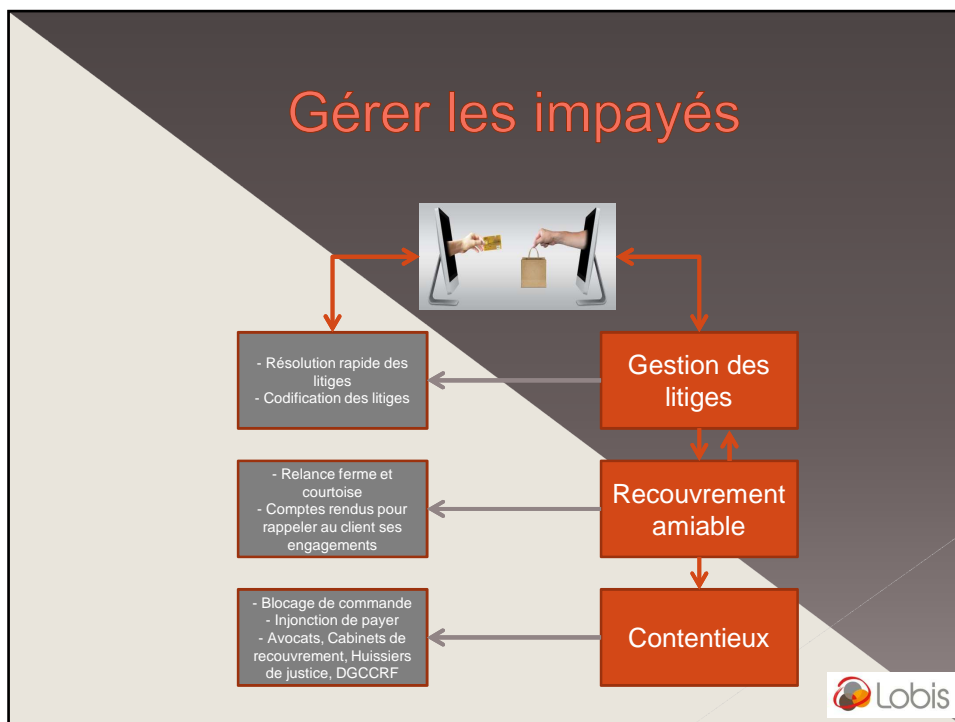 Gérer les impayés
- Résolution rapide des
litiges
- Codification des litiges
Gestion des
litiges
- Relance ferme et
courtoise
- Comptes rendus pour
rappeler au client ses
engagements
Recouvrement
amiable
- Blocage de commande
- Injonction de payer
- Avocats, Cabinets de
recouvrement, Huissiers
de justice, DGCCRF
Contentieux
Lobis